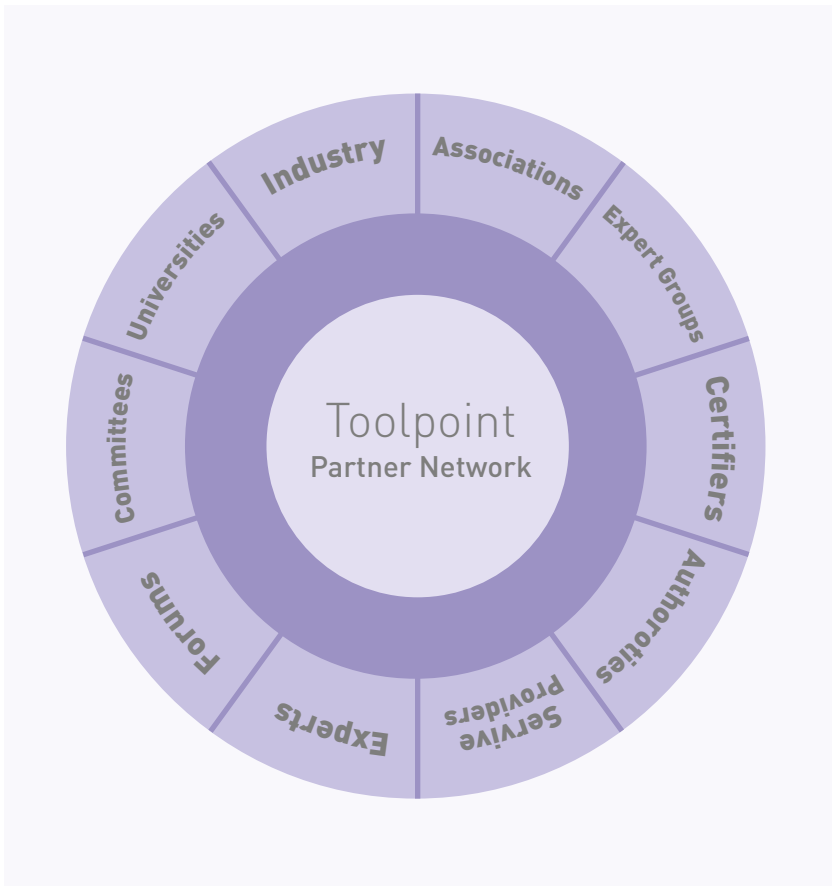 Toolpoint
Partner Network
Associations
Expert Groups
Certifiers
Authoroties
Servive
Providers
Experts
Forums
Committees
Universities
Industry